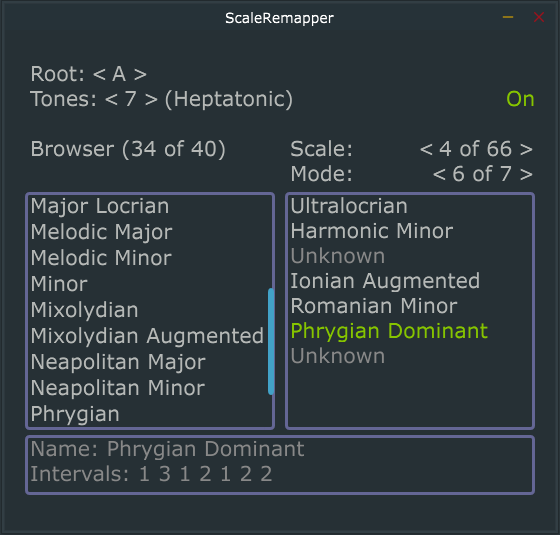 ScaleRemapper
Root: < A >
Tones: < 7 > (Heptatonic)
On
Browser (34 of 40)
Scale: < 4 of 66 >
Mode: < 6 of 7 >
Major Locrian
Melodic Major
Melodic Minor
Minor
Mixolydian
Mixolydian Augmented
Neapolitan Major
Neapolitan Minor
Phrygian
Ultralocrian
Harmonic Minor
Unknown
Ionian Augmented
Romanian Minor
Phrygian Dominant
Unknown
Name: Phrygian Dominant
Intervals: 1 3 1 2 1 2 2